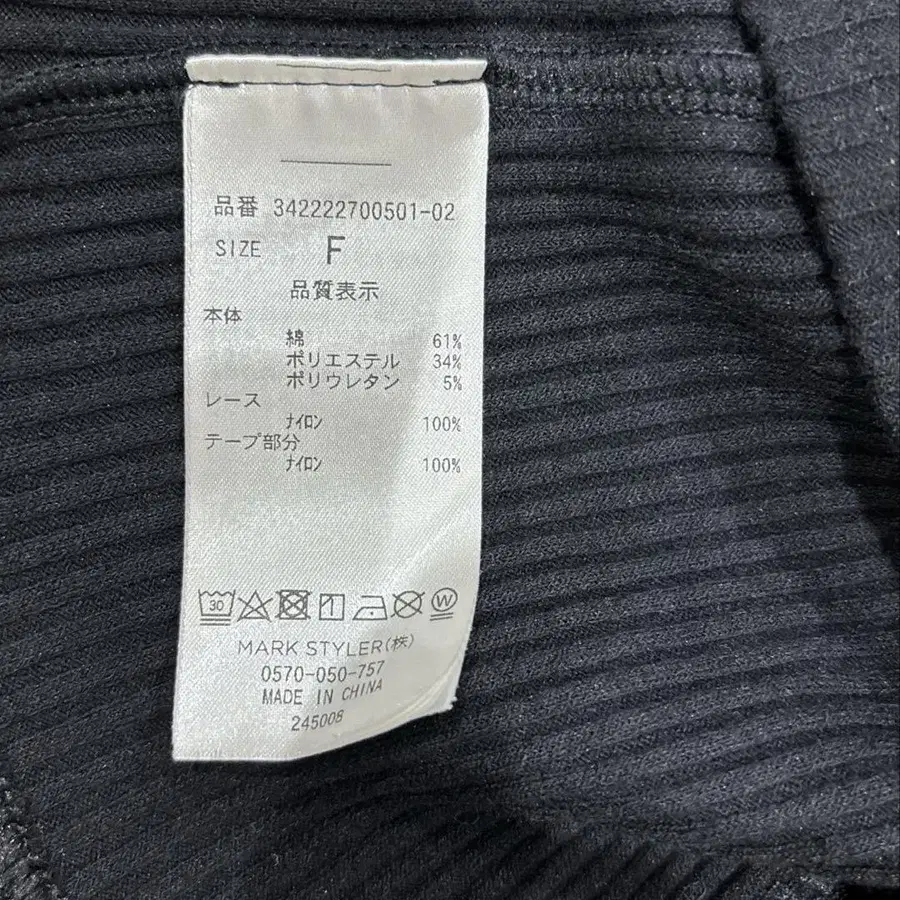 品番 342222700501-02
SIZE F
品質表示
本体
綿 61%
ポリエステル 34%
ポリウレタン 5%
レース
ﾅｲﾛﾝ 100%
テープ部分
ﾅｲﾛﾝ 100%
30 W
MARK STYLER(株)
0570-050-757
MADE IN CHINA
245008